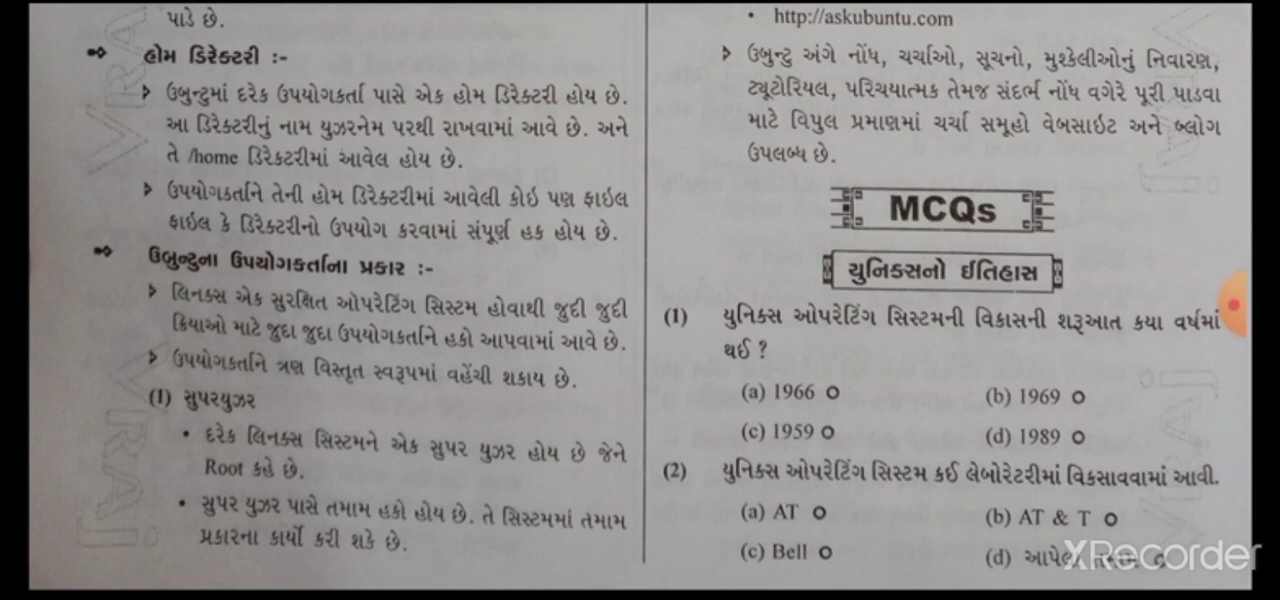 પાડે છે.
હોમ ડિરેક્ટરી :-
ઉબુન્ટુમાં દરેક ઉપયોગકર્તા પાસે એક હોમ ડિરેક્ટરી હોય છે.
આ ડિરેક્ટરીનું નામ યુઝરનેમ પરથી રાખવામાં આવે છે. અને
તે /home ડિરેક્ટરીમાં આવેલ હોય છે.
ઉપયોગકર્તાને તેની હોમ ડિરેક્ટરીમાં આવેલી કોઇ પણ ફાઇલ
ફાઇલ કે ડિરેક્ટરીનો ઉપયોગ કરવામાં સંપૂર્ણ હક હોય છે.
ઉબુન્ટુના ઉપયોગકર્તાના પ્રકાર :-
લિનક્સ એક સુરક્ષિત ઓપરેટિંગ સિસ્ટમ હોવાથી જુદી જુદી
ક્રિયાઓ માટે જુદા જુદા ઉપયોગકર્તાને હકો આપવામાં આવે છે.
ઉપયોગકર્તાને ત્રણ વિસ્તૃત સ્વરૂપમાં વહેંચી શકાય છે.
(1) સુપરયુઝર
• દરેક લિનક્સ સિસ્ટમને એક સુપર યુઝર હોય છે જેને
Root કહે છે.
• સુપર યુઝર પાસે તમામ હકો હોય છે. તે સિસ્ટમમાં તમામ
પ્રકારના કાર્યો કરી શકે છે.
• http://askubuntu.com
ઉબુન્ટુ અંગે નોંધ, ચર્ચાઓ, સૂચનો, મુશ્કેલીઓનું નિવારણ,
ટ્યૂટોરિયલ, પરિચયાત્મક તેમજ સંદર્ભ નોંધ વગેરે પૂરી પાડવા
માટે વિપુલ પ્રમાણમાં ચર્ચા સમૂહો વેબસાઇટ અને બ્લોગ
ઉપલબ્ધ છે.
MCQs
યુનિક્સનો ઈતિહાસ
(1) યુનિક્સ ઓપરેટિંગ સિસ્ટમની વિકાસની શરૂઆત કયા વર્ષમાં
થઈ ?
(a) 1966 (b) 1969
(c) 1959 (d) 1989
(2) યુનિક્સ ઓપરેટિંગ સિસ્ટમ કઈ લેબોરેટરીમાં વિકસાવવામાં આવી.
(a) AT (b) AT & T
(c) Bell (d) આપેલા તમામ
XRecorder